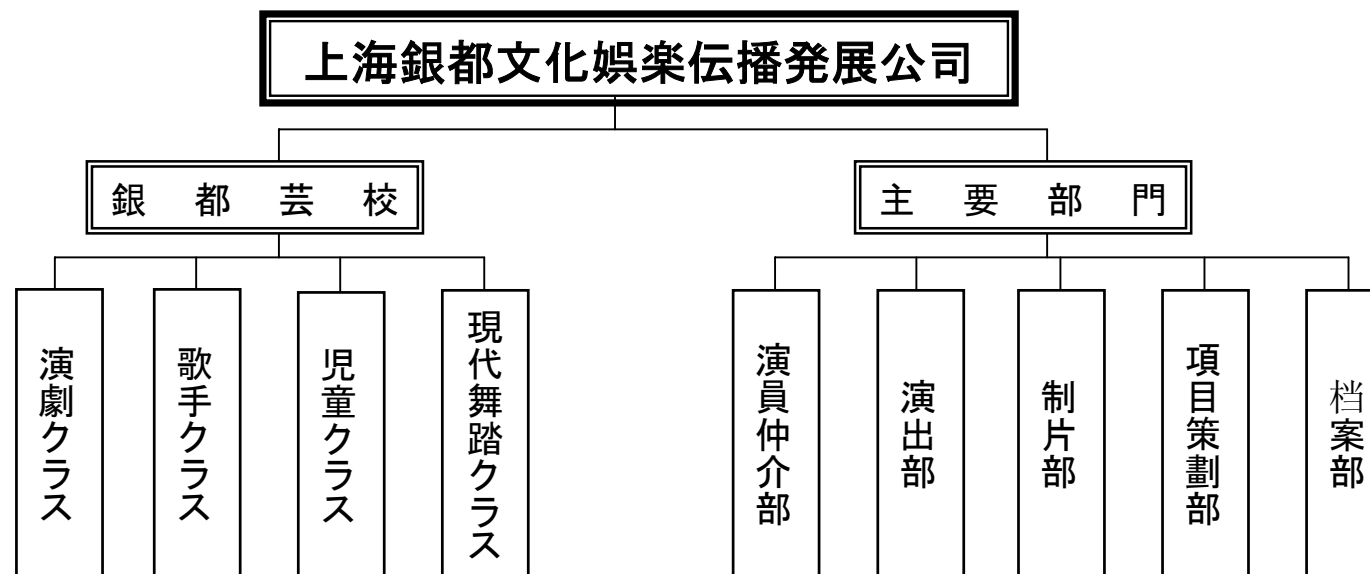 上海銀都文化娯楽伝播発展公司
銀都芸校
主要部門
演劇クラス
歌手クラス
児童クラス
現代舞踏クラス
演員仲介部
演出部
制片部
項目策劃部
档案部